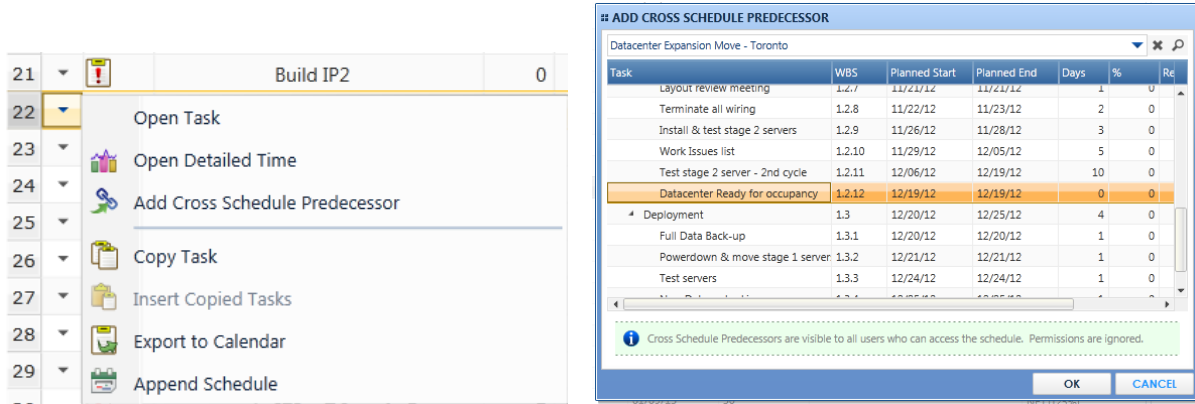 21 Build IP2 0
22 Open Task
23 Open Detailed Time
24 Add Cross Schedule Predecessor
25
26 Copy Task
27 Insert Copied Tasks
28 Export to Calendar
29 Append Schedule
ADD CROSS SCHEDULE PREDECESSOR
Datacenter Expansion Move - Toronto
Task WBS Planned Start Planned End Days % Re
Layout review meeting 1.2.7 11/21/12 11/21/12 1 0
Terminate all wiring 1.2.8 11/22/12 11/23/12 2 0
Install & test stage 2 servers 1.2.9 11/26/12 11/28/12 3 0
Work Issues list 1.2.10 11/29/12 12/05/12 5 0
Test stage 2 server - 2nd cycle 1.2.11 12/06/12 12/19/12 10 0
Datacenter Ready for occupancy 1.2.12 12/19/12 12/19/12 0 0
Deployment 1.3 12/20/12 12/25/12 4 0
Full Data Back-up 1.3.1 12/20/12 12/20/12 1 0
Powerdown & move stage 1 server 1.3.2 12/21/12 12/21/12 1 0
Test servers 1.3.3 12/24/12 12/24/12 1 0
Cross Schedule Predecessors are visible to all users who can access the schedule. Permissions are ignored.
OK CANCEL